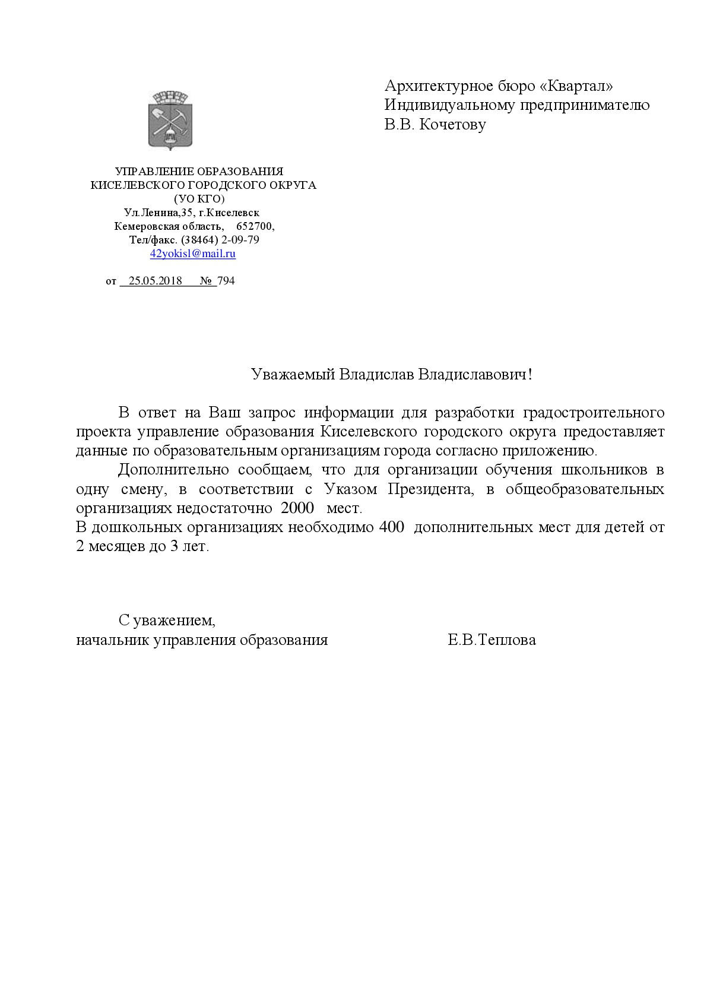 Архитектурное бюро «Квартал»
Индивидуальному предпринимателю
В.В. Кочетову
УПРАВЛЕНИЕ ОБРАЗОВАНИЯ
КИСЕЛЕВСКОГО ГОРОДСКОГО ОКРУГА
(УО КГО)
Ул.Ленина,35, г.Киселевск
Кемеровская область, 652700,
Тел/факс. (38464) 2-09-79
42yokisl@mail.ru
от 25.05.2018 № 794
Уважаемый Владислав Владиславович!
В ответ на Ваш запрос информации для разработки градостроительного
проекта управление образования Киселевского городского округа предоставляет
данные по образовательным организациям города согласно приложению.
Дополнительно сообщаем, что для организации обучения школьников в
одну смену, в соответствии с Указом Президента, в общеобразовательных
организациях недостаточно 2000 мест.
В дошкольных организациях необходимо 400 дополнительных мест для детей от
2 месяцев до 3 лет.
С уважением,
начальник управления образования Е.В.Теплова